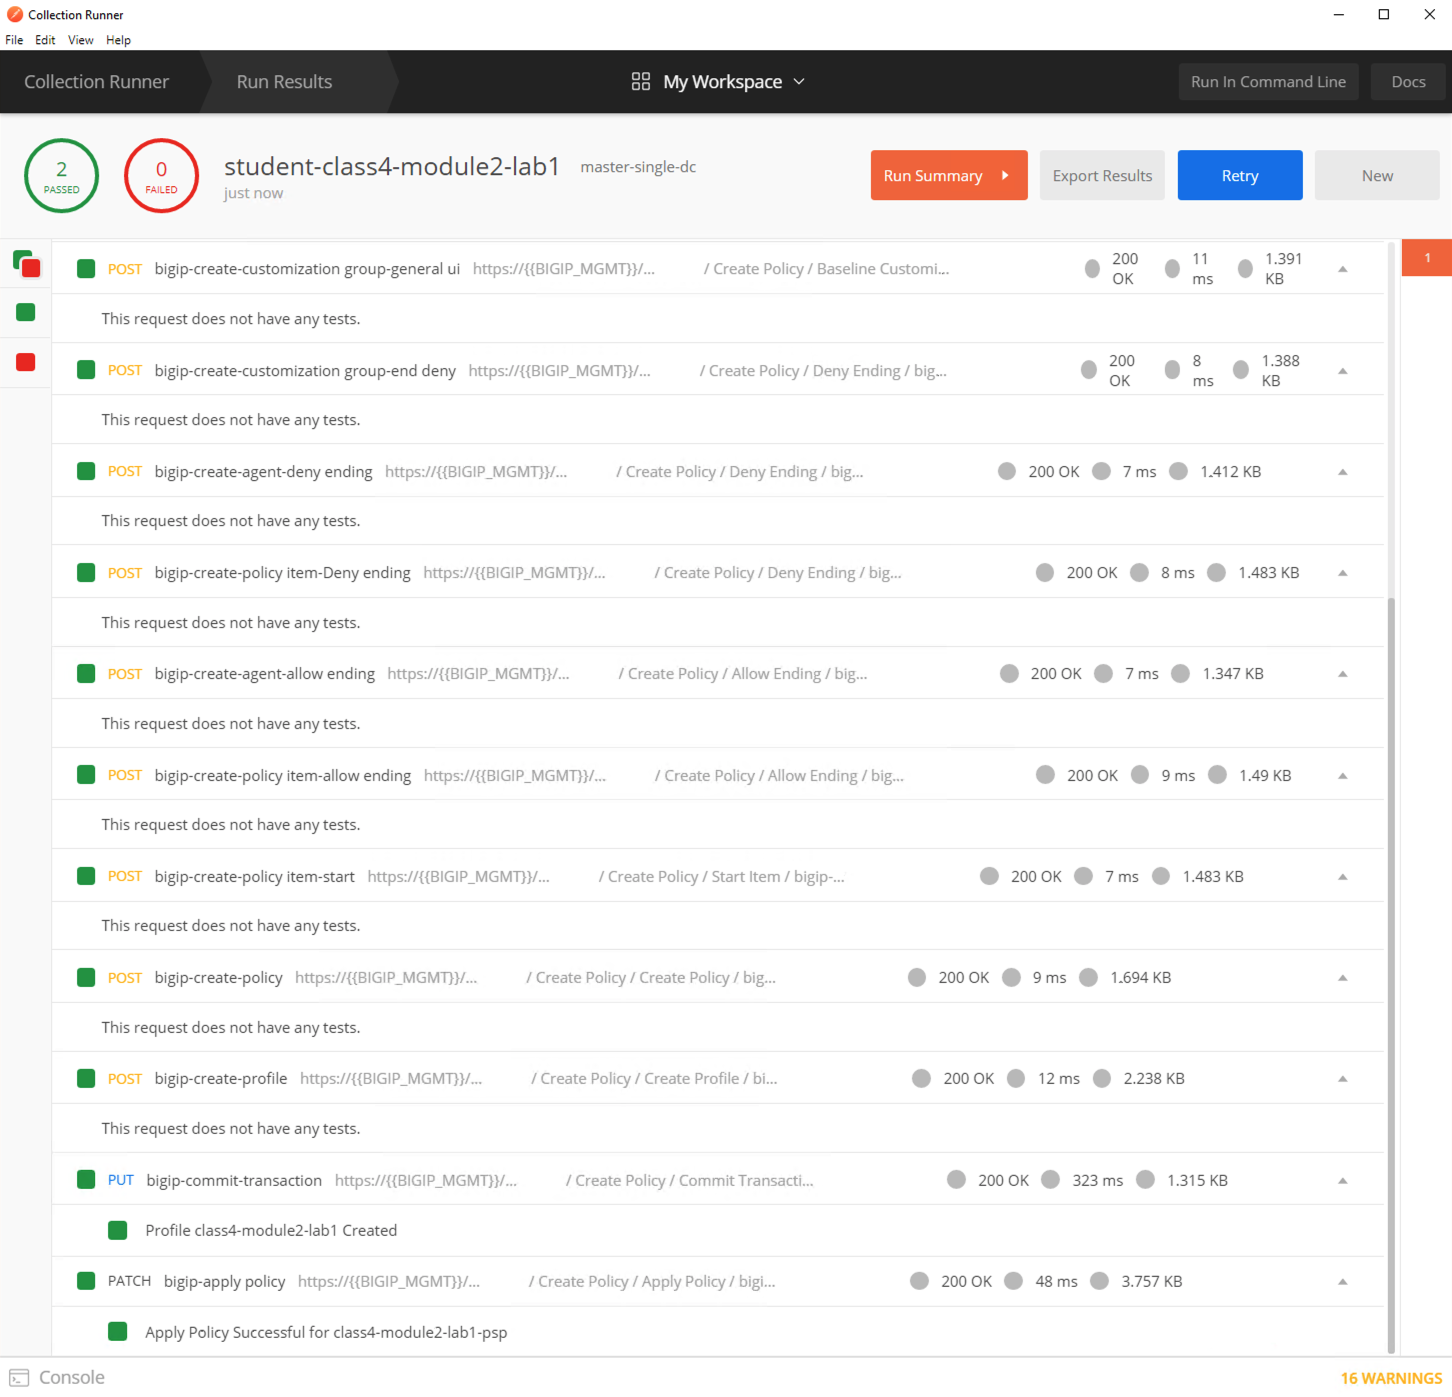 Collection Runner
File Edit View Help
Collection Runner Run Results My Workspace Run In Command Line Docs
2 PASSED 0 FAILED student-class4-module2-lab1 master-single-dc just now Run Summary Export Results Retry New
1
POST bigip-create-customization group-general ui https://{{BIGIP_MGMT}}/... / Create Policy / Baseline Customi... 200 OK 11 ms 1.391 KB
This request does not have any tests.
POST bigip-create-customization group-end deny https://{{BIGIP_MGMT}}/... / Create Policy / Deny Ending / big... 200 OK 8 ms 1.388 KB
This request does not have any tests.
POST bigip-create-agent-deny ending https://{{BIGIP_MGMT}}/... / Create Policy / Deny Ending / big... 200 OK 7 ms 1.412 KB
This request does not have any tests.
POST bigip-create-policy item-Deny ending https://{{BIGIP_MGMT}}/... / Create Policy / Deny Ending / big... 200 OK 8 ms 1.483 KB
This request does not have any tests.
POST bigip-create-agent-allow ending https://{{BIGIP_MGMT}}/... / Create Policy / Allow Ending / big... 200 OK 7 ms 1.347 KB
This request does not have any tests.
POST bigip-create-policy item-allow ending https://{{BIGIP_MGMT}}/... / Create Policy / Allow Ending / big... 200 OK 9 ms 1.49 KB
This request does not have any tests.
POST bigip-create-policy item-start https://{{BIGIP_MGMT}}/... / Create Policy / Start Item / bigip-... 200 OK 7 ms 1.483 KB
This request does not have any tests.
POST bigip-create-policy https://{{BIGIP_MGMT}}/... / Create Policy / Create Policy / big... 200 OK 9 ms 1.694 KB
This request does not have any tests.
POST bigip-create-profile https://{{BIGIP_MGMT}}/... / Create Policy / Create Profile / bi... 200 OK 12 ms 2.238 KB
This request does not have any tests.
PUT bigip-commit-transaction https://{{BIGIP_MGMT}}/... / Create Policy / Commit Transacti... 200 OK 323 ms 1.315 KB
Profile class4-module2-lab1 Created
PATCH bigip-apply policy https://{{BIGIP_MGMT}}/... / Create Policy / Apply Policy / bigi... 200 OK 48 ms 3.757 KB
Apply Policy Successful for class4-module2-lab1-psp
Console 16 WARNINGS